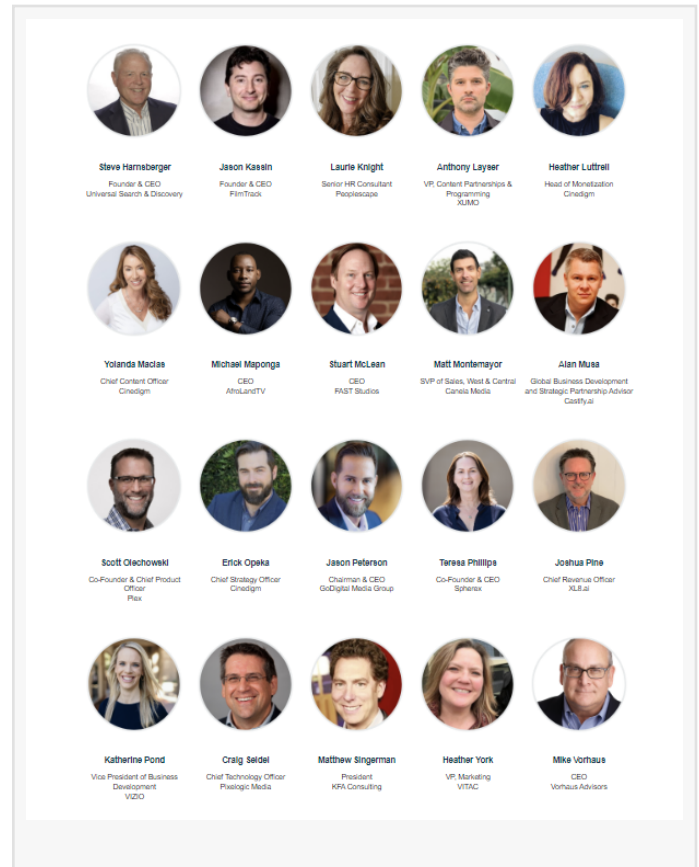 Steve Harnsberger
Founder & CEO
Universal Search & Discovery
Jason Kassin
Founder & CEO
FilmTrack
Laurie Knight
Senior HR Consultant
Peoplescape
Anthony Layser
VP, Content Partnerships &
Programming
XUMO
Heather Luttrell
Head of Monetization
Cinedigm
Yolanda Macias
Chief Content Officer
Cinedigm
Michael Maponga
CEO
AfroLandTV
Stuart McLean
CEO
FAST Studios
Matt Montemayor
SVP of Sales, West & Central
Canela Media
Alan Musa
Global Business Development
and Strategic Partnership Advisor
Castify.ai
Scott Olechowski
Co-Founder & Chief Product
Officer
Plex
Erick Opeka
Chief Strategy Officer
Cinedigm
Jason Peterson
Chairman & CEO
GoDigital Media Group
Teresa Phillips
Co-Founder & CEO
Spherex
Joshua Pine
Chief Revenue Officer
XL8.ai
Katherine Pond
Vice President of Business
Development
VIZIO
Craig Seidel
Chief Technology Officer
Pixelogic Media
Matthew Singerman
President
KFA Consulting
Heather York
VP, Marketing
VITAC
Mike Vorhaus
CEO
Vorhaus Advisors